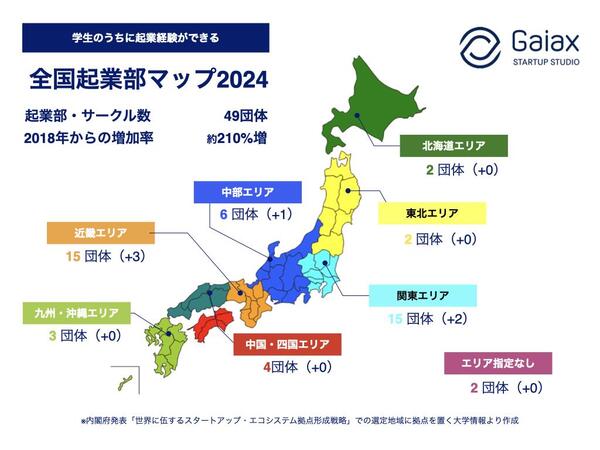 学生のうちに起業経験ができる
Gaiax
STARTUP STUDIO
全国起業部マップ2024
起業部・サークル数 49団体
2018年からの増加率 約210%増
北海道エリア
2 団体（+0）
中部エリア
6 団体（+1）
東北エリア
2 団体（+0）
近畿エリア
15 団体（+3）
関東エリア
15 団体（+2）
九州・沖縄エリア
3 団体（+0）
中国・四国エリア
4団体（+0）
エリア指定なし
2 団体（+0）
※内閣府発表「世界に伍するスタートアップ・エコシステム拠点形成戦略」での選定地域に拠点を置く大学情報より作成